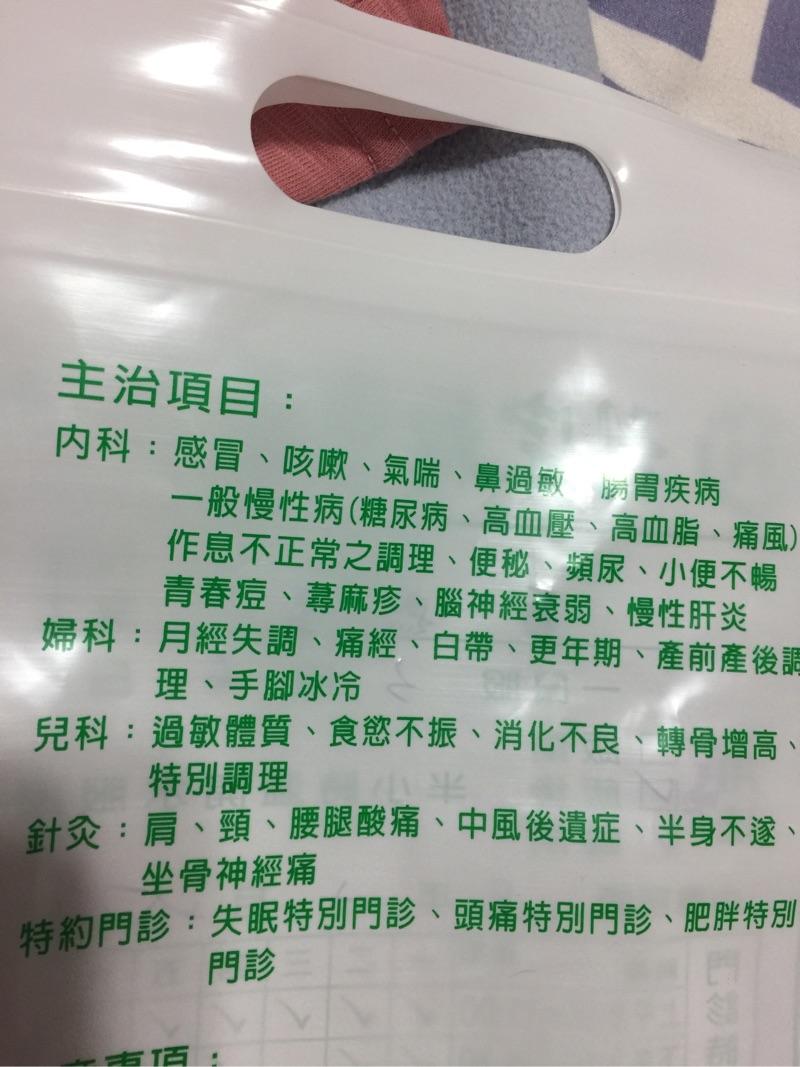 主治項目：
内科：感冒、咳嗽、氣喘、鼻過敏、腸胃疾病
一般慢性病(糖尿病、高血壓、高血脂、痛風)
作息不正常之調理、便秘、頻尿、小便不暢
青春痘、蕁麻疹、腦神經衰弱、慢性肝炎
婦科：月經失調、痛經、白帶、更年期、產前產後調
理、手腳冰冷
兒科：過敏體質、食慾不振、消化不良、轉骨增高、
特別調理
針灸：肩、頸、腰腿酸痛、中風後遺症、半身不遂、
坐骨神經痛
特約門診：失眠特別門診、頭痛特別門診、肥胖特別
門診
事項：